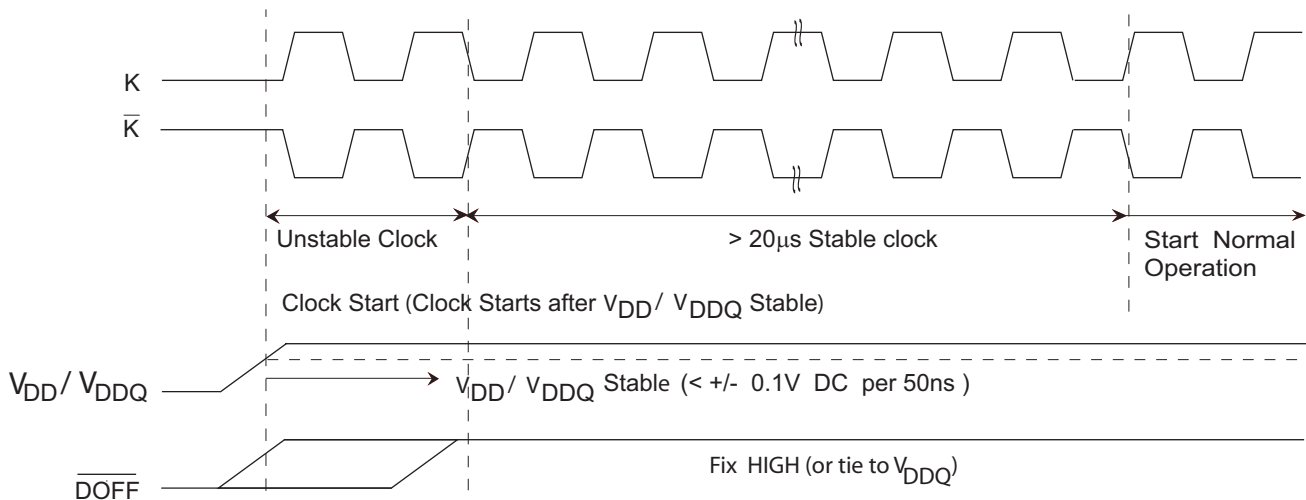 K
K̅
Unstable Clock
> 20μs Stable clock
Start Normal
Operation
Clock Start (Clock Starts after VDD/ VDDQ Stable)
VDD/ VDDQ
VDD/ VDDQ Stable (< +/- 0.1V DC per 50ns )
Fix HIGH (or tie to VDDQ)
D̅O̅F̅F̅